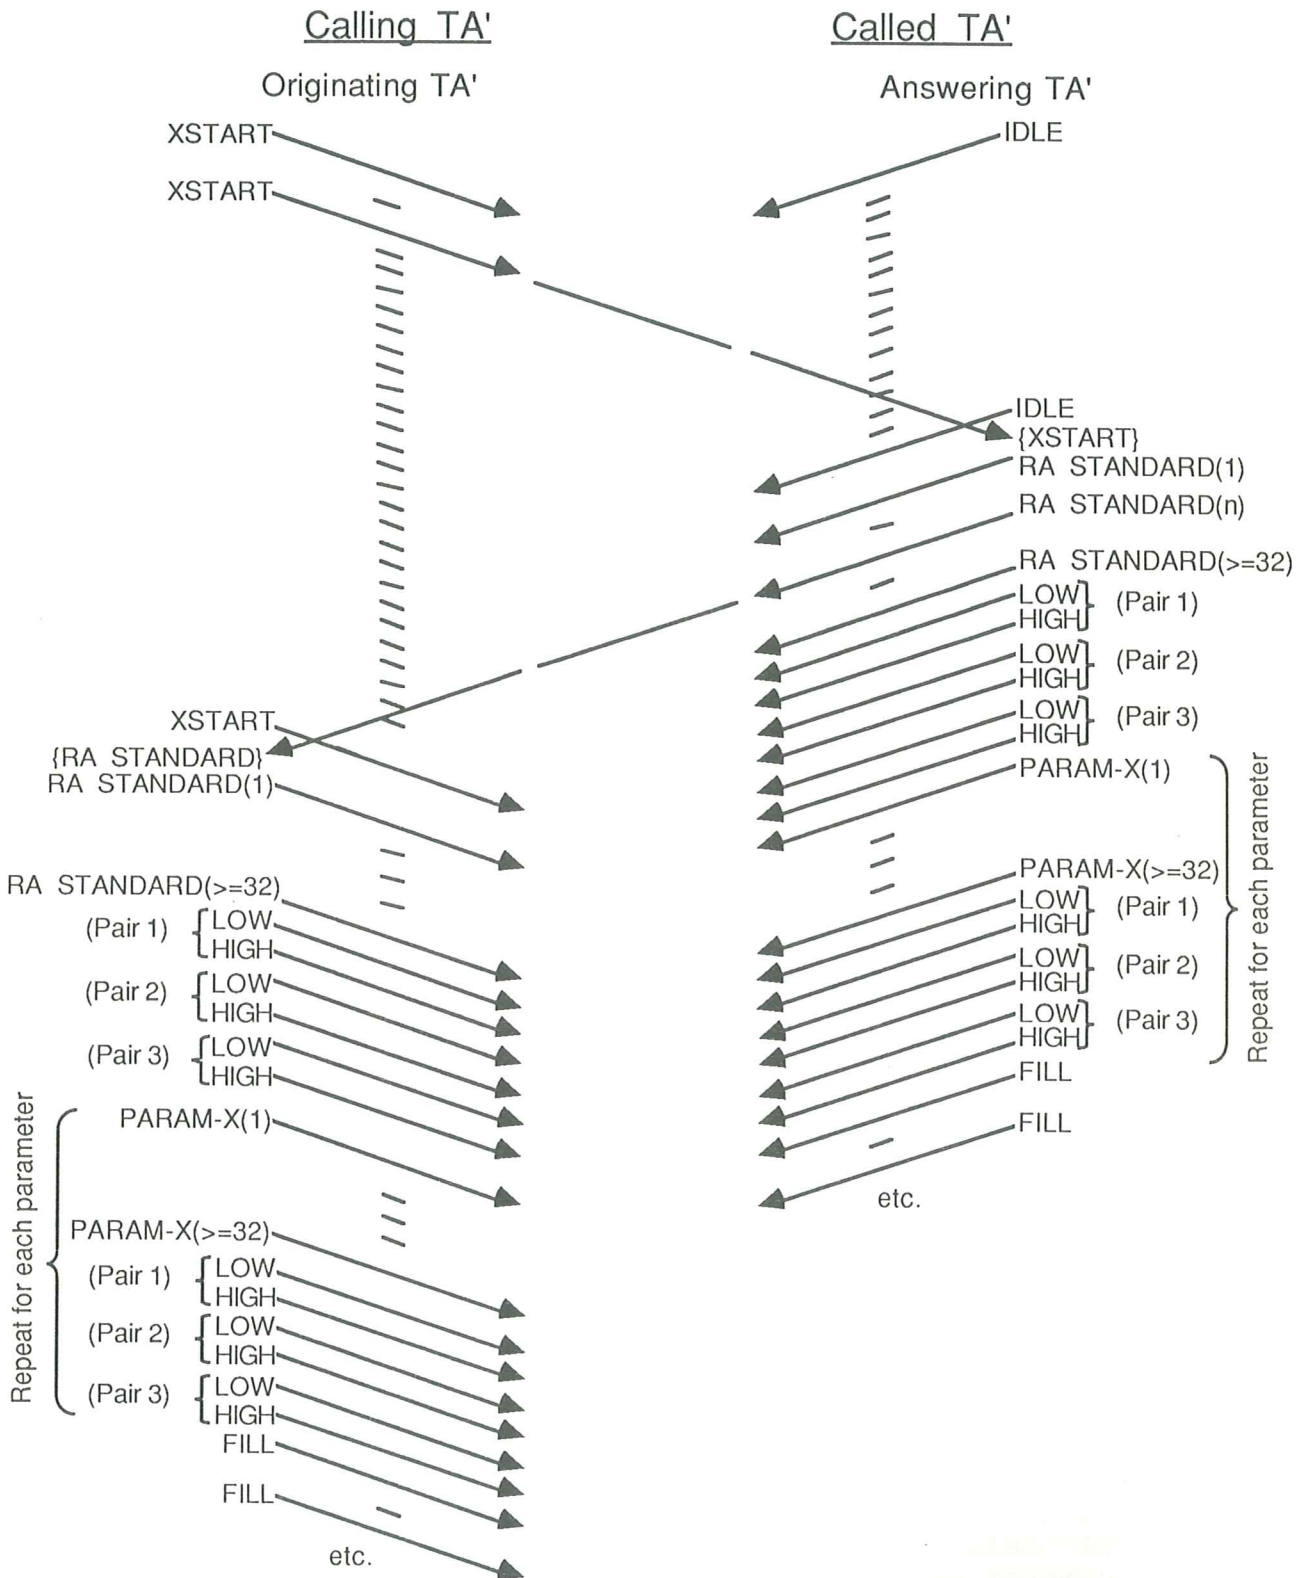 Calling TA'
Called TA'
Originating TA'
Answering TA'
XSTART
IDLE
XSTART
IDLE
{XSTART}
RA STANDARD(1)
RA STANDARD(n)
RA STANDARD(>=32)
LOW
HIGH
(Pair 1)
LOW
HIGH
(Pair 2)
LOW
HIGH
(Pair 3)
PARAM-X(1)
PARAM-X(>=32)
LOW
HIGH
(Pair 1)
LOW
HIGH
(Pair 2)
LOW
HIGH
(Pair 3)
Repeat for each parameter
FILL
FILL
etc.
XSTART
{RA STANDARD}
RA STANDARD(1)
RA STANDARD(>=32)
(Pair 1)
LOW
HIGH
(Pair 2)
LOW
HIGH
(Pair 3)
LOW
HIGH
PARAM-X(1)
PARAM-X(>=32)
(Pair 1)
LOW
HIGH
(Pair 2)
LOW
HIGH
(Pair 3)
LOW
HIGH
Repeat for each parameter
FILL
FILL
etc.